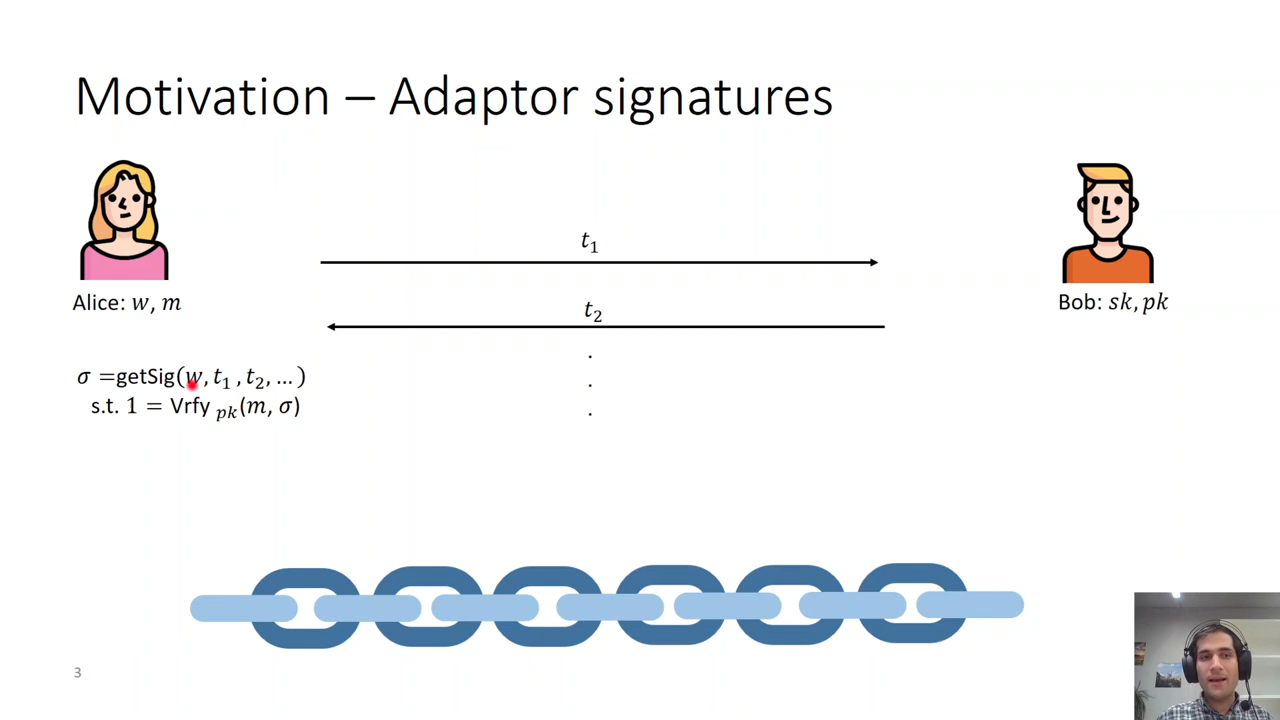 Motivation – Adaptor signatures
t₁
Alice: w, m
Bob: sk, pk
t₂
.
.
.
σ =getSig(w, t₁ , t₂, … )
s.t. 1 = Vrfy pk(m, σ)
3